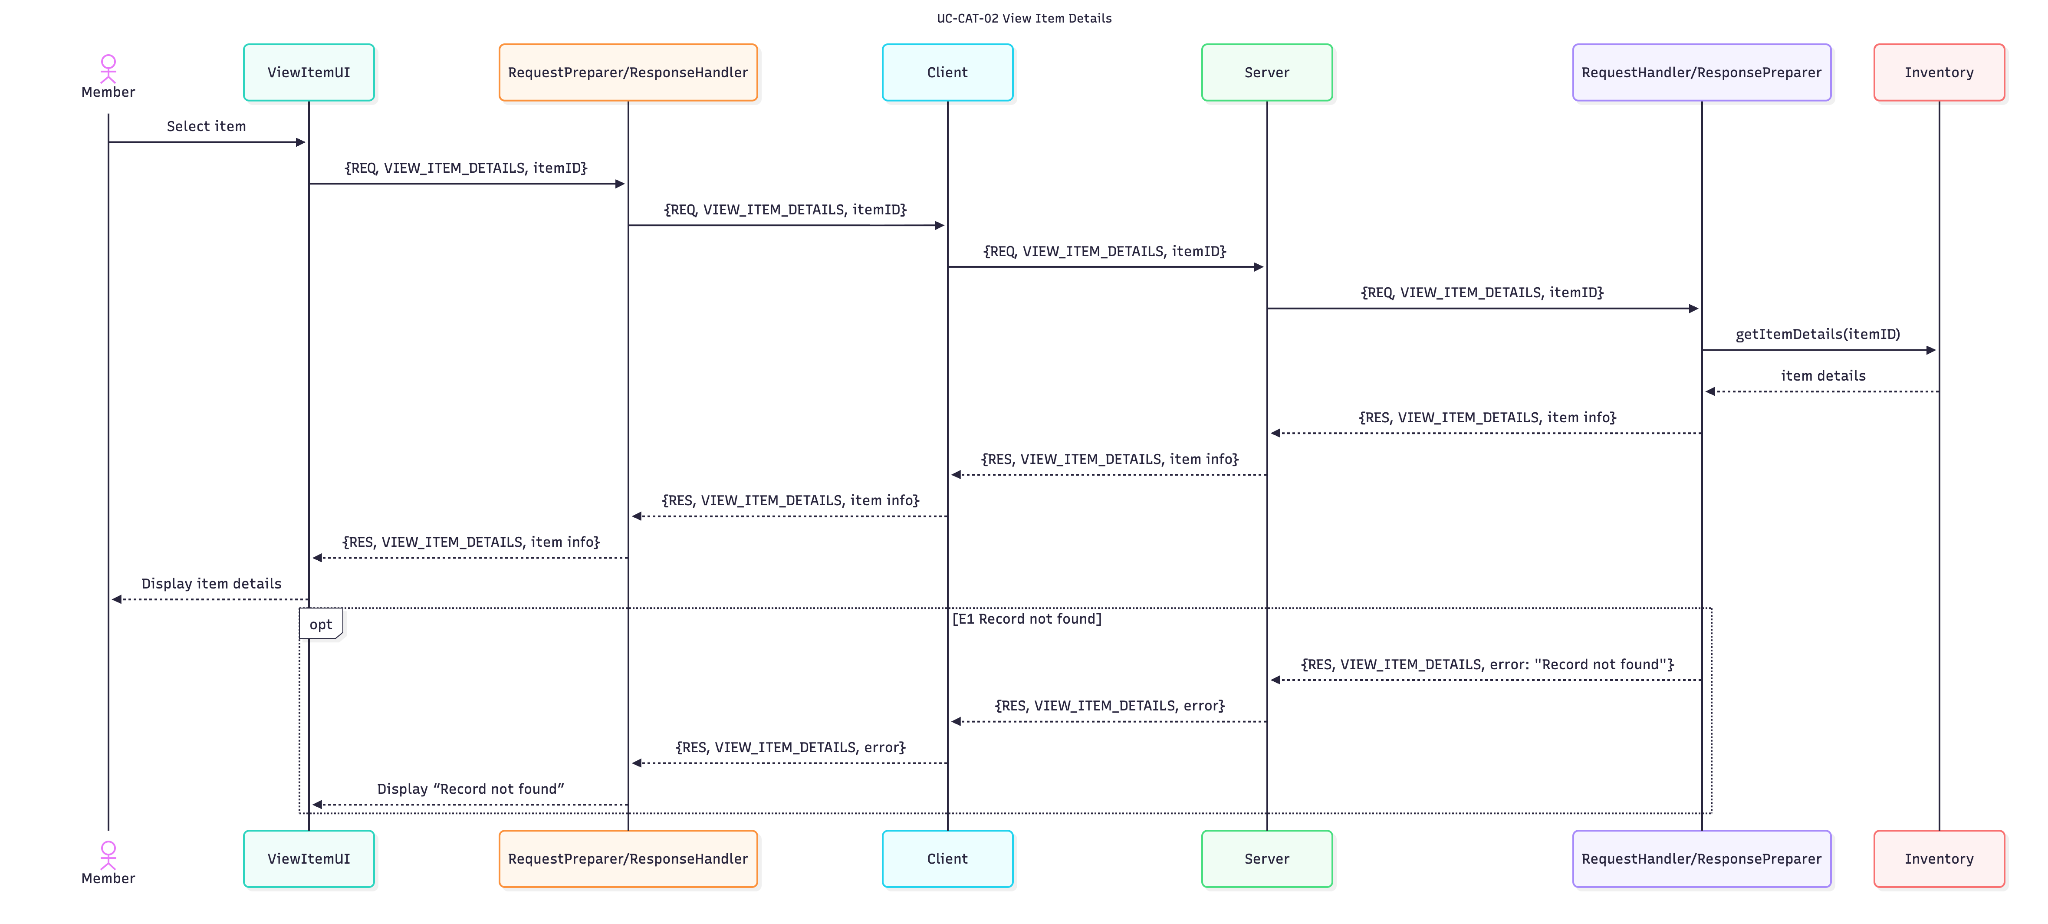 UC-CAT-02 View Item Details
Member
ViewItemUI
RequestPreparer/ResponseHandler
Client
Server
RequestHandler/ResponsePreparer
Inventory
Select item
{REQ, VIEW_ITEM_DETAILS, itemID}
{REQ, VIEW_ITEM_DETAILS, itemID}
{REQ, VIEW_ITEM_DETAILS, itemID}
{REQ, VIEW_ITEM_DETAILS, itemID}
getItemDetails(itemID)
item details
{RES, VIEW_ITEM_DETAILS, item info}
{RES, VIEW_ITEM_DETAILS, item info}
{RES, VIEW_ITEM_DETAILS, item info}
{RES, VIEW_ITEM_DETAILS, item info}
Display item details
opt
[E1 Record not found]
{RES, VIEW_ITEM_DETAILS, error: "Record not found"}
{RES, VIEW_ITEM_DETAILS, error}
{RES, VIEW_ITEM_DETAILS, error}
Display “Record not found”
Member
ViewItemUI
RequestPreparer/ResponseHandler
Client
Server
RequestHandler/ResponsePreparer
Inventory